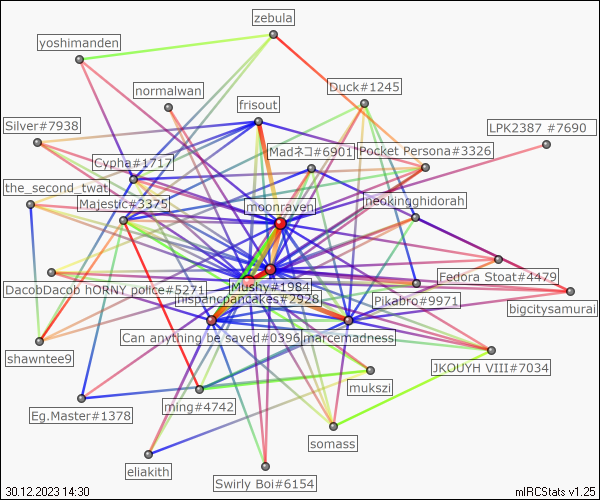 zebula
yoshimanden
normalwan
Duck#1245
frisout
Silver#7938
LPK2387 #7690
Madネコ#6901
Pocket Persona#3326
Cypha#1717
the_second_twat
Majestic#3375
moonraven
neokingghidorah
DacobDacob hORNY police#5271
Mushy#1984
hispancpancakes#2928
Fedora Stoat#4479
Pikabro#9971
bigcitysamurai
Can anything be saved#0396
marcemadness
shawntee9
JKOUYH VIII#7034
mukszi
Eg.Master#1378
ming#4742
somass
eliakith
Swirly Boi#6154
30.12.2023 14:30
mIRCStats v1.25